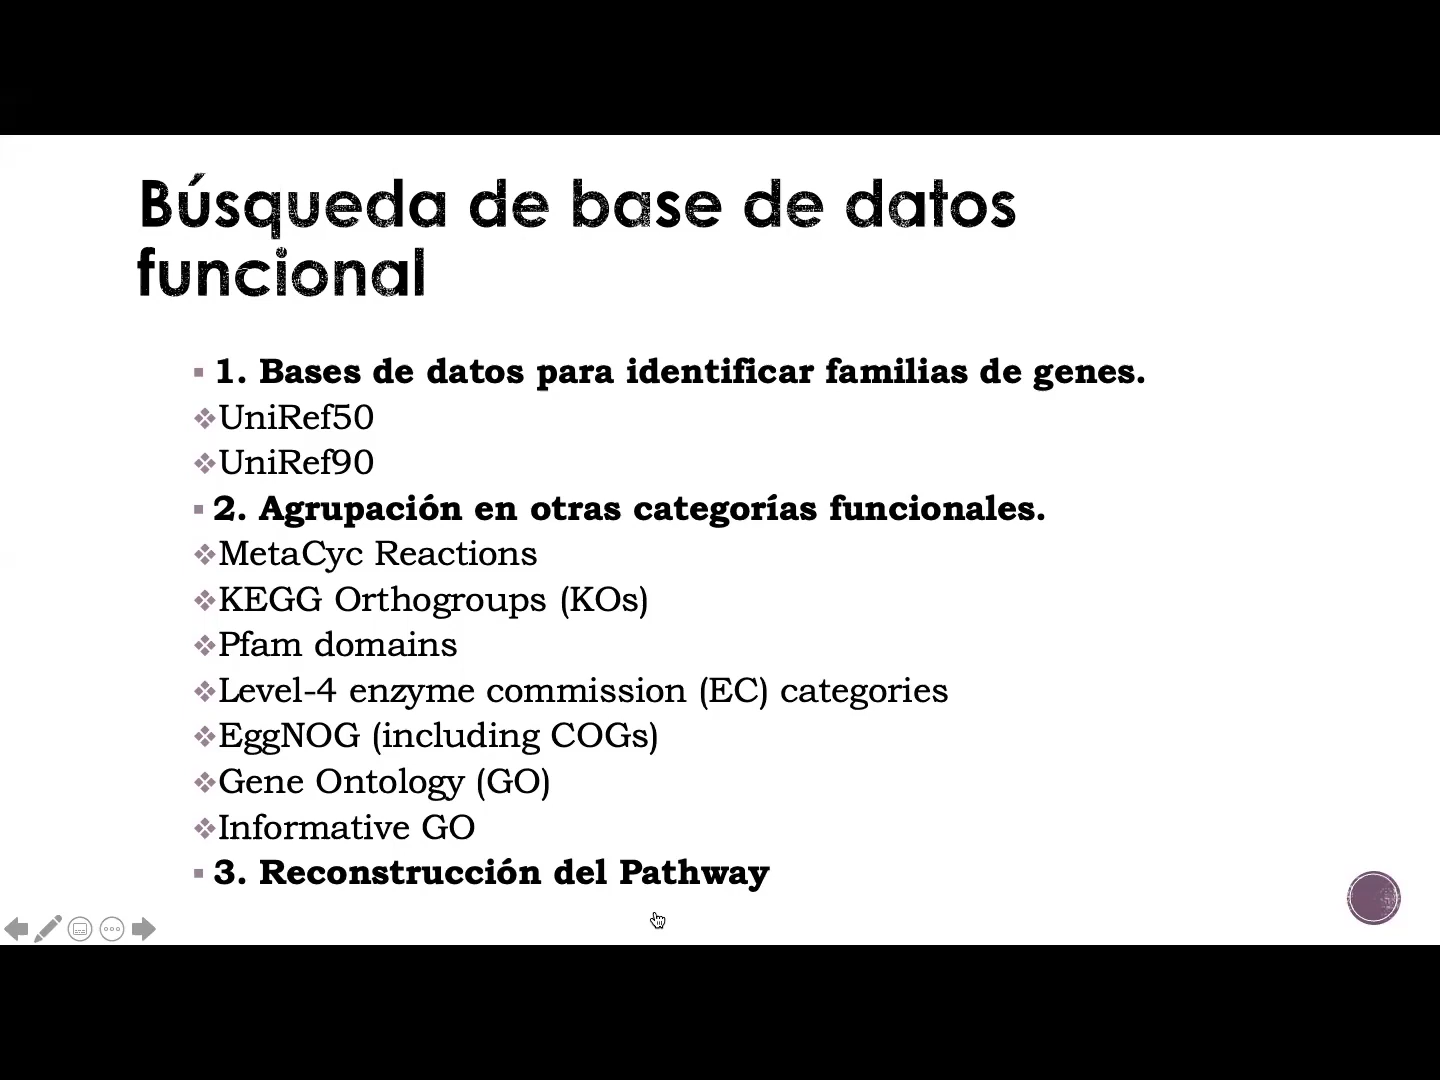 Búsqueda de base de datos
funcional
1. Bases de datos para identificar familias de genes.
UniRef50
UniRef90
2. Agrupación en otras categorías funcionales.
MetaCyc Reactions
KEGG Orthogroups (KOs)
Pfam domains
Level-4 enzyme commission (EC) categories
EggNOG (including COGs)
Gene Ontology (GO)
Informative GO
3. Reconstrucción del Pathway